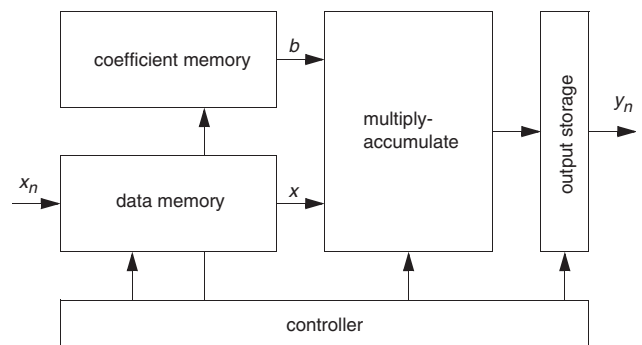 coefficient memory
b
multiply-
accumulate
output storage
y_n
x_n
data memory
x
controller